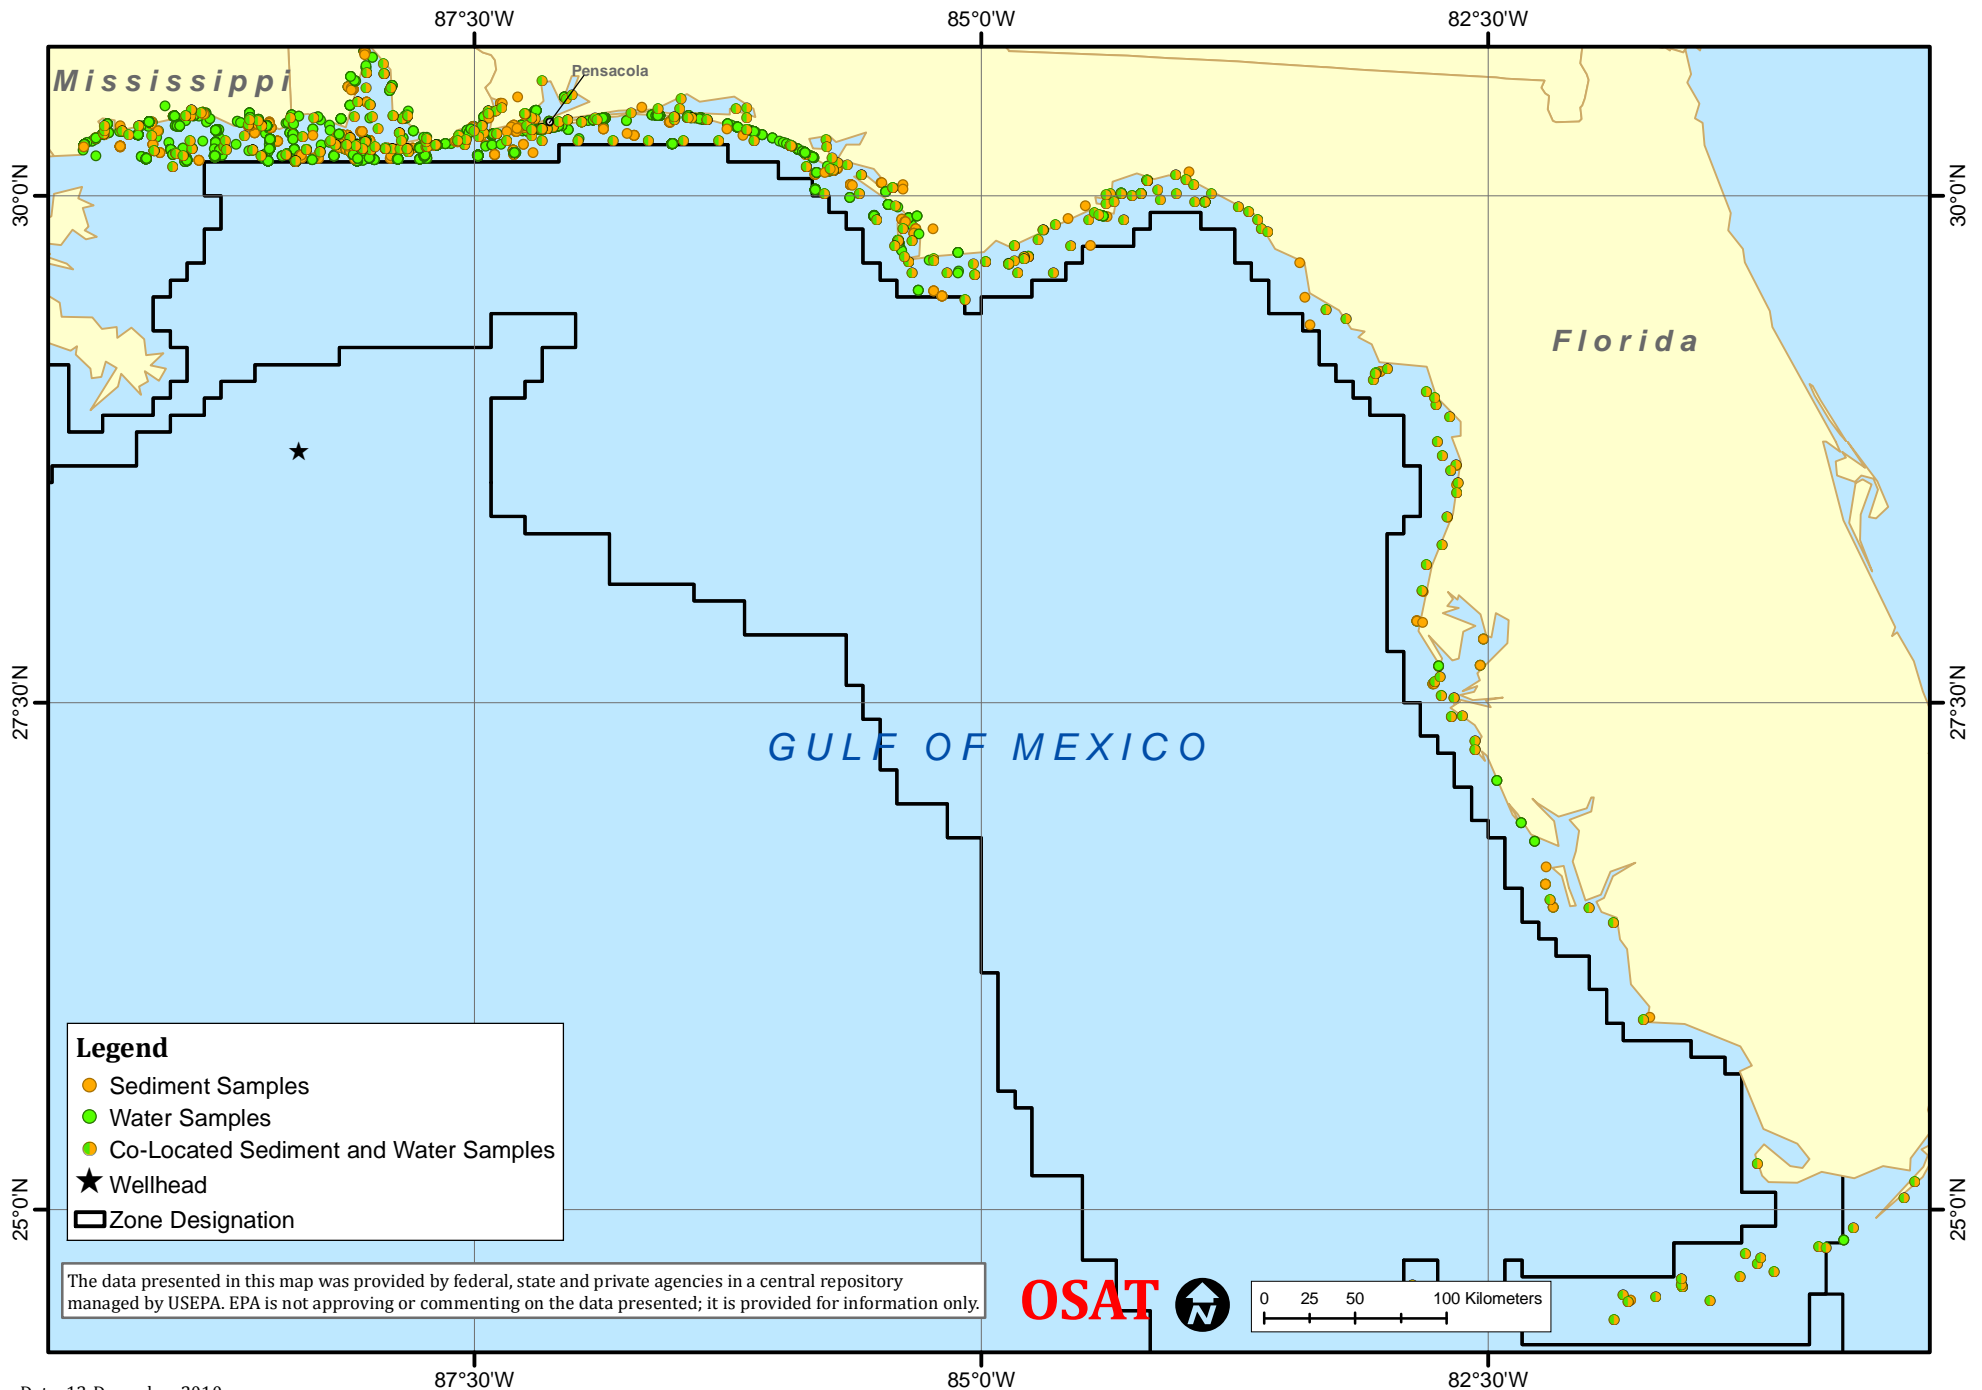 87°30'W 85°0'W 82°30'W
Mississippi
Pensacola
30°0'N 30°0'N
Florida
27°30'N 27°30'N
GULF OF MEXICO
Legend
Sediment Samples
Water Samples
Co-Located Sediment and Water Samples
Wellhead
Zone Designation
25°0'N 25°0'N
The data presented in this map was provided by federal, state and private agencies in a central repository
managed by USEPA. EPA is not approving or commenting on the data presented; it is provided for information only.
OSAT
N
0 25 50 100 Kilometers
87°30'W 85°0'W 82°30'W